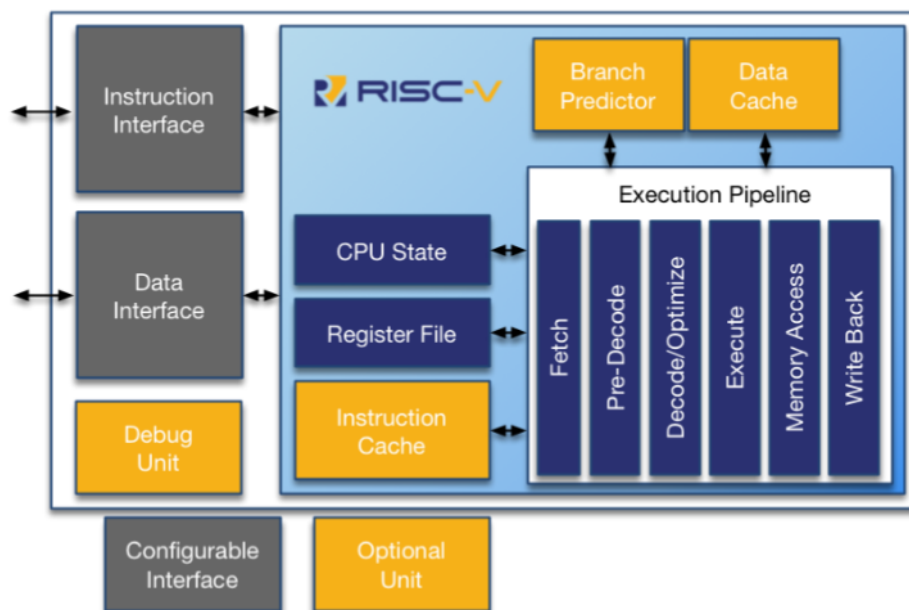 Instruction
Interface
RISC-V
Branch
Predictor
Data
Cache
Execution Pipeline
Data
Interface
CPU State
Register File
Instruction
Cache
Fetch
Pre-Decode
Decode/Optimize
Execute
Memory Access
Write Back
Debug
Unit
Configurable
Interface
Optional
Unit